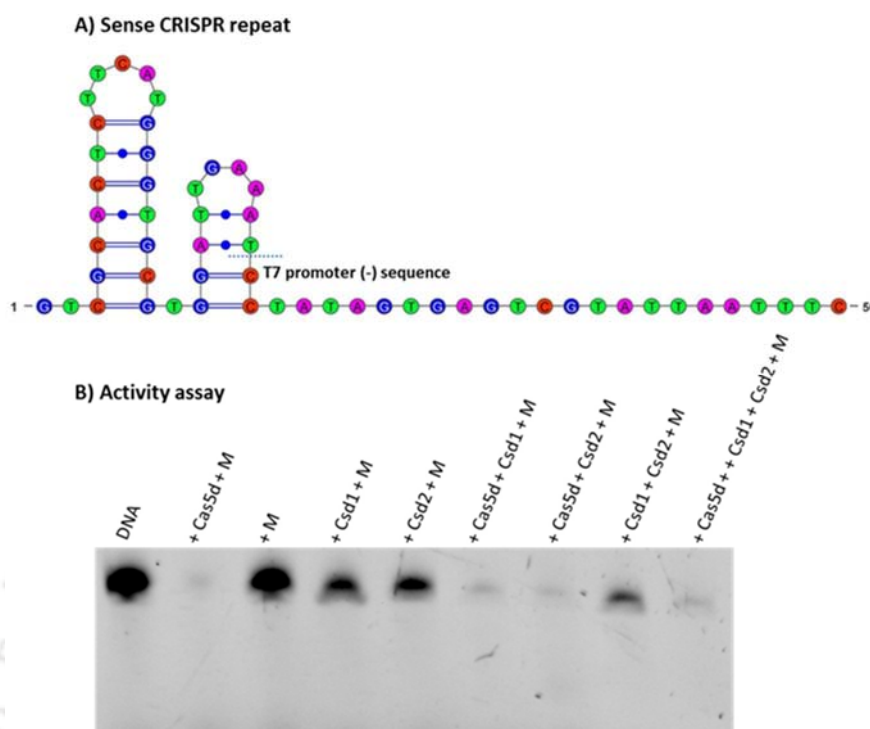 A) Sense CRISPR repeat
C
T A
T T
C G
T G
G A
C G T A
A T T A
C G A T
G C G C T7 promoter (-) sequence
1 - G T C G T G C T A T A G T G A G T C G T A T T A A T T T C - 5
B) Activity assay
DNA
+ Cas5d + M
+ M
+ Csd1 + M
+ Csd2 + M
+ Cas5d + Csd1 + M
+ Cas5d + Csd2 + M
+ Csd1 + Csd2 + M
+ Cas5d + + Csd1 + Csd2 + M